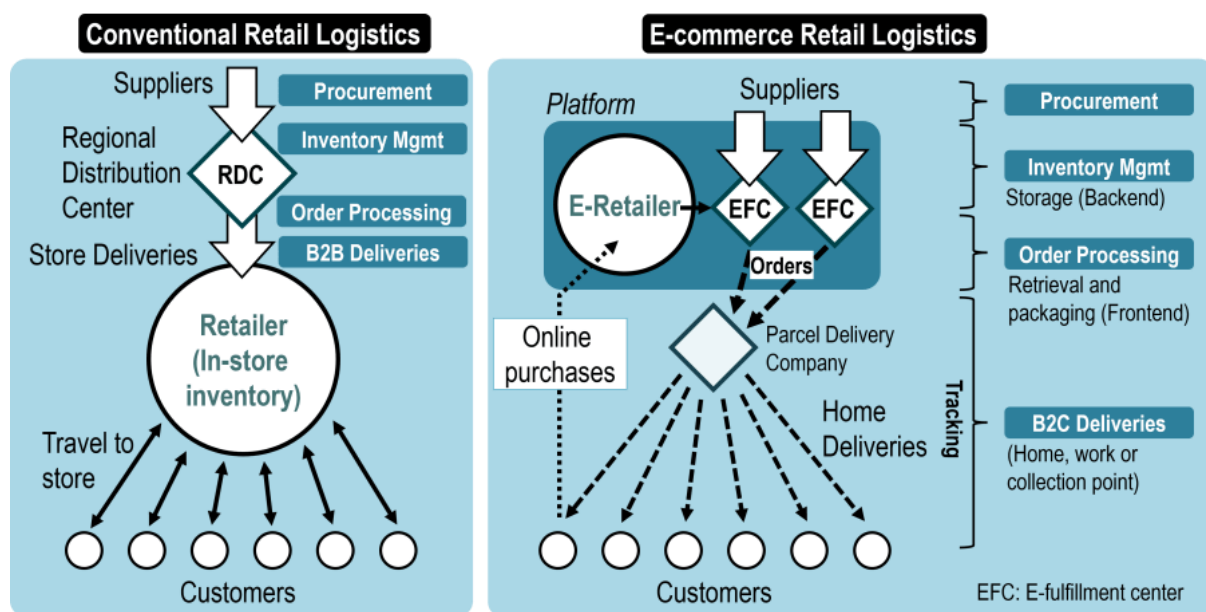 Conventional Retail Logistics
Suppliers
Procurement
Regional
Distribution
Center
RDC
Inventory Mgmt
Order Processing
Store Deliveries
B2B Deliveries
Retailer
(In-store
inventory)
Travel to
store
Customers
E-commerce Retail Logistics
Platform
Suppliers
E-Retailer
EFC
EFC
Orders
Online
purchases
Parcel Delivery
Company
Home
Deliveries
Customers
Procurement
Inventory Mgmt
Storage (Backend)
Order Processing
Retrieval and
packaging (Frontend)
Tracking
B2C Deliveries
(Home, work or
collection point)
EFC: E-fulfillment center